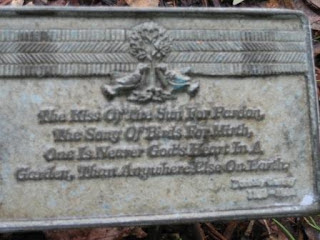 The Kiss Of The Sun For Pardon,
The Song Of Birds For Mirth,
One Is Nearer God's Heart In A
Garden, Than Anywhere Else On Earth.